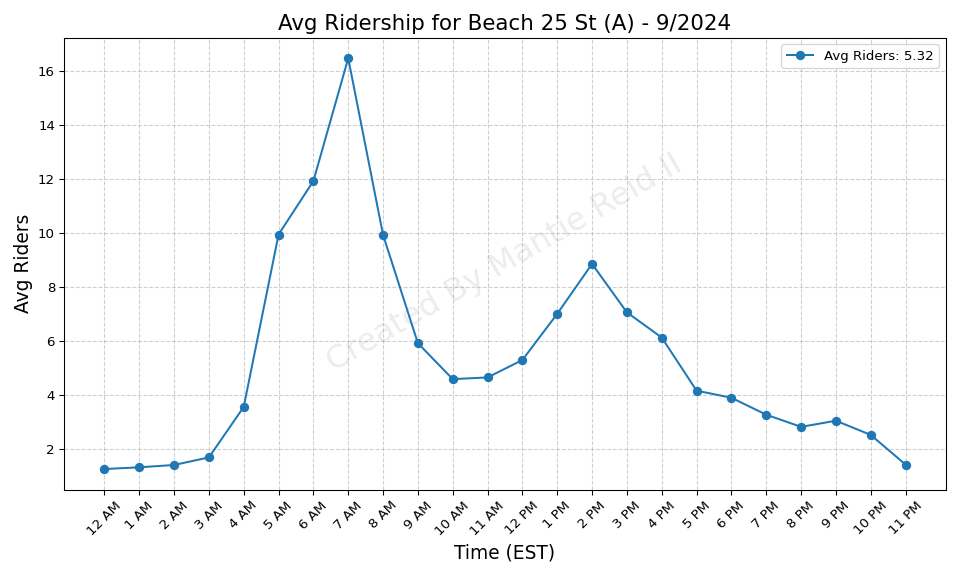 Avg Ridership for Beach 25 St (A) - 9/2024
Avg Riders: 5.32
16
14
12
10
8
6
4
2
Avg Riders
Created By Mantie Reid II
12 AM
1 AM
2 AM
3 AM
4 AM
5 AM
6 AM
7 AM
8 AM
9 AM
10 AM
11 AM
12 PM
1 PM
2 PM
3 PM
4 PM
5 PM
6 PM
7 PM
8 PM
9 PM
10 PM
11 PM
Time (EST)